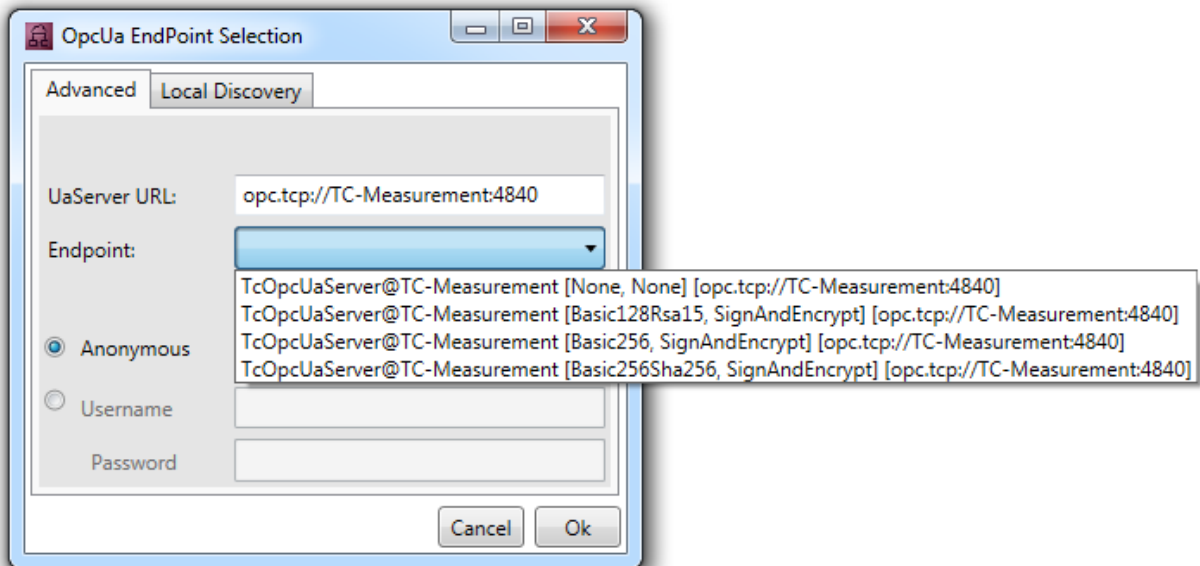 OpcUa EndPoint Selection
Advanced
Local Discovery
UaServer URL:
opc.tcp://TC-Measurement:4840
Endpoint:
TcOpcUaServer@TC-Measurement [None, None] [opc.tcp://TC-Measurement:4840]
TcOpcUaServer@TC-Measurement [Basic128Rsa15, SignAndEncrypt] [opc.tcp://TC-Measurement:4840]
TcOpcUaServer@TC-Measurement [Basic256, SignAndEncrypt] [opc.tcp://TC-Measurement:4840]
TcOpcUaServer@TC-Measurement [Basic256Sha256, SignAndEncrypt] [opc.tcp://TC-Measurement:4840]
Anonymous
Username
Password
Cancel
Ok